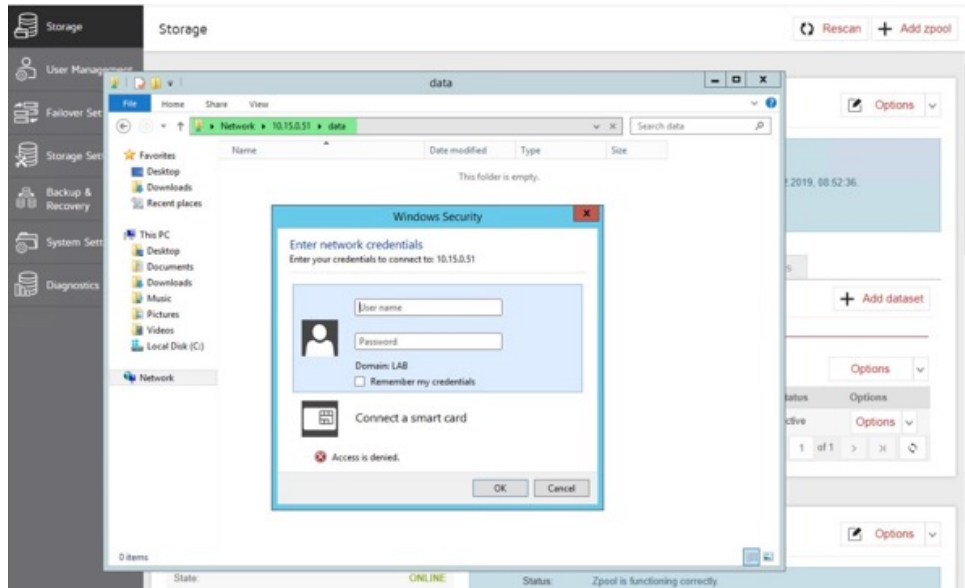 Storage
Storage
Rescan
Add zpool
User Management
Failover Set
Storage Sett
Backup &
Recovery
System Sett
Diagnostics
data
File Home Share View
Network 10.15.0.51 data
Search data
Name Date modified Type Size
This folder is empty.
Favorites
Desktop
Downloads
Recent places
This PC
Desktop
Documents
Downloads
Music
Pictures
Videos
Local Disk (C:)
Network
Windows Security
Enter network credentials
Enter your credentials to connect to: 10.15.0.51
User name
Password
Domain: LAB
Remember my credentials
Connect a smart card
Access is denied.
OK Cancel
0 items
Options
.2019, 08:52:36.
Add dataset
Options
tatus Options
ctive Options
1 of 1
Options
State: ONLINE
Status: Zpool is functioning correctly.